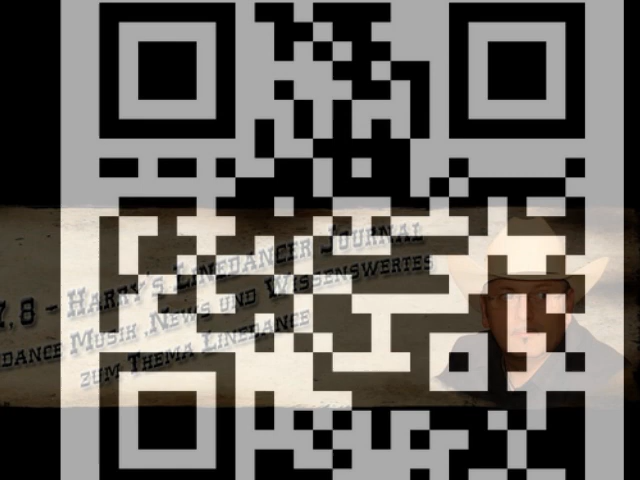 7.8 - Harry's Linedancer Journal
dance Musik ,News und Wissenswertes
zum Thema Linedance